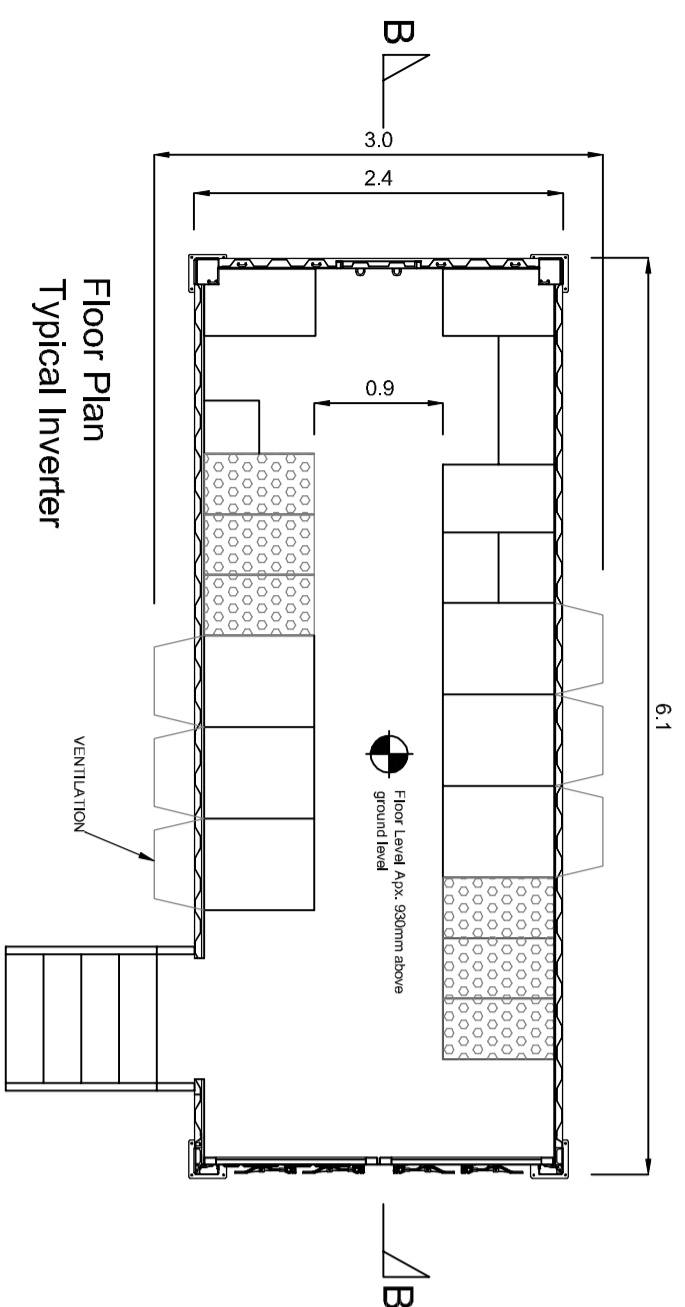 B
3.0
2.4
6.1
0.9
Floor Level Apx. 930mm above
ground level
VENTILATION
B
Floor Plan
Typical Inverter